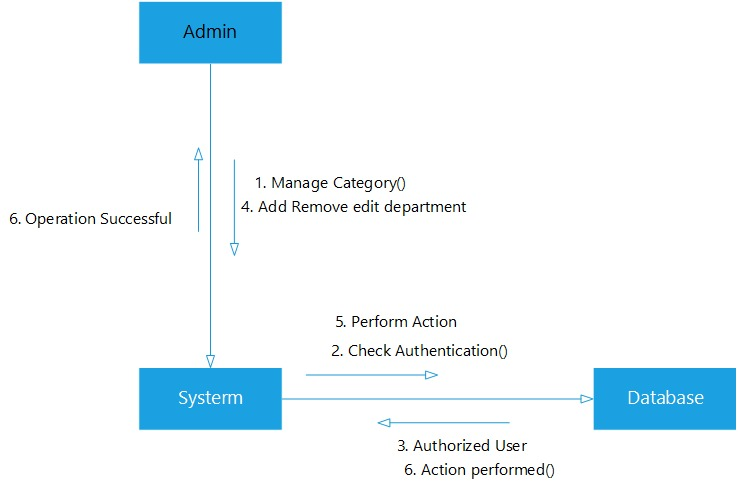 Admin
1. Manage Category()
4. Add Remove edit department
6. Operation Successful
5. Perform Action
2. Check Authentication()
Systerm
Database
3. Authorized User
6. Action performed()